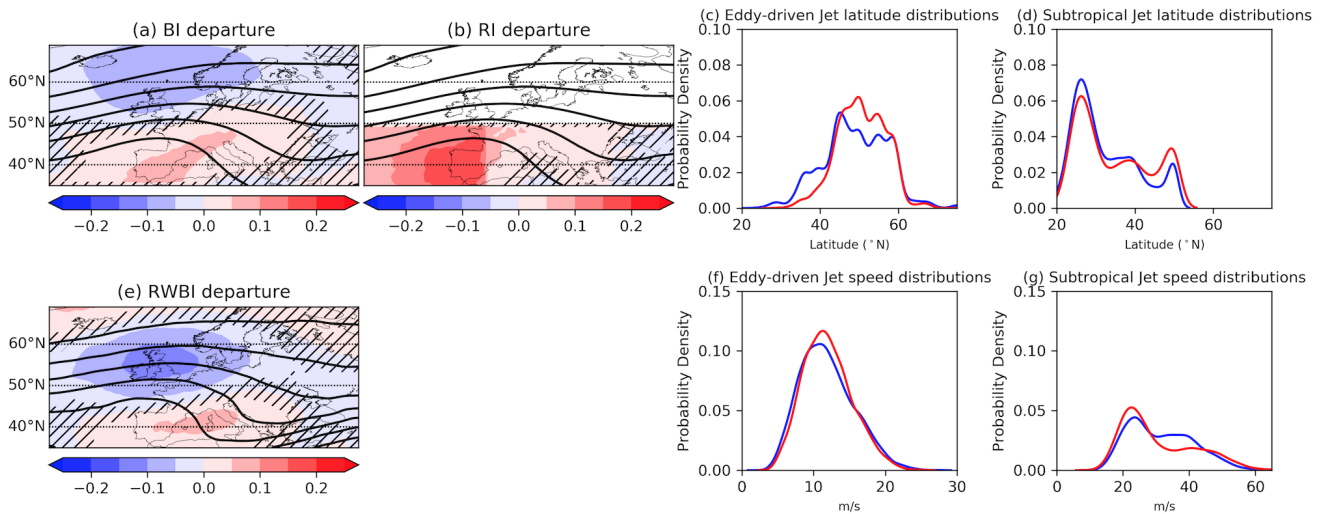 (a) BI departure
(b) RI departure
(c) Eddy-driven Jet latitude distributions
(d) Subtropical Jet latitude distributions
60°N
50°N
40°N
−0.2 −0.1 0.0 0.1 0.2
−0.2 −0.1 0.0 0.1 0.2
Probability Density
0.10
0.08
0.06
0.04
0.02
0.00
20 40 60
Latitude (°N)
Probability Density
0.10
0.08
0.06
0.04
0.02
0.00
20 40 60
Latitude (°N)
(e) RWBI departure
(f) Eddy-driven Jet speed distributions
(g) Subtropical Jet speed distributions
60°N
50°N
40°N
−0.2 −0.1 0.0 0.1 0.2
Probability Density
0.15
0.10
0.05
0.00
0 10 20 30
m/s
Probability Density
0.15
0.10
0.05
0.00
0 20 40 60
m/s